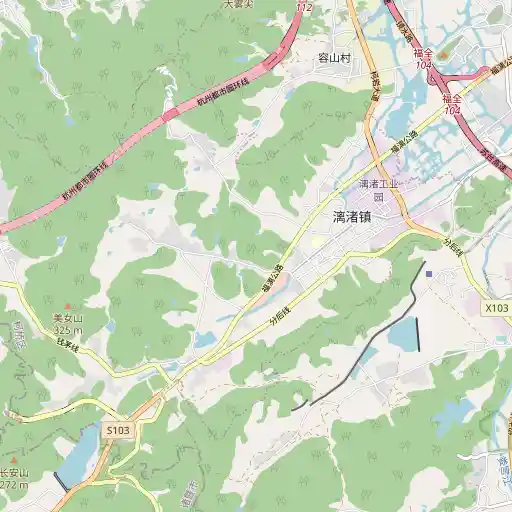 大雾尖
112
容山村
杭州都市圈环线
福全
104
福全
104
福漓公路
漓渚工业
园
漓渚镇
分后线
杭州都市圈环线
福漓公路
分后线
X103
美女山
325 m
钱茅线
S103
长安山
272 m